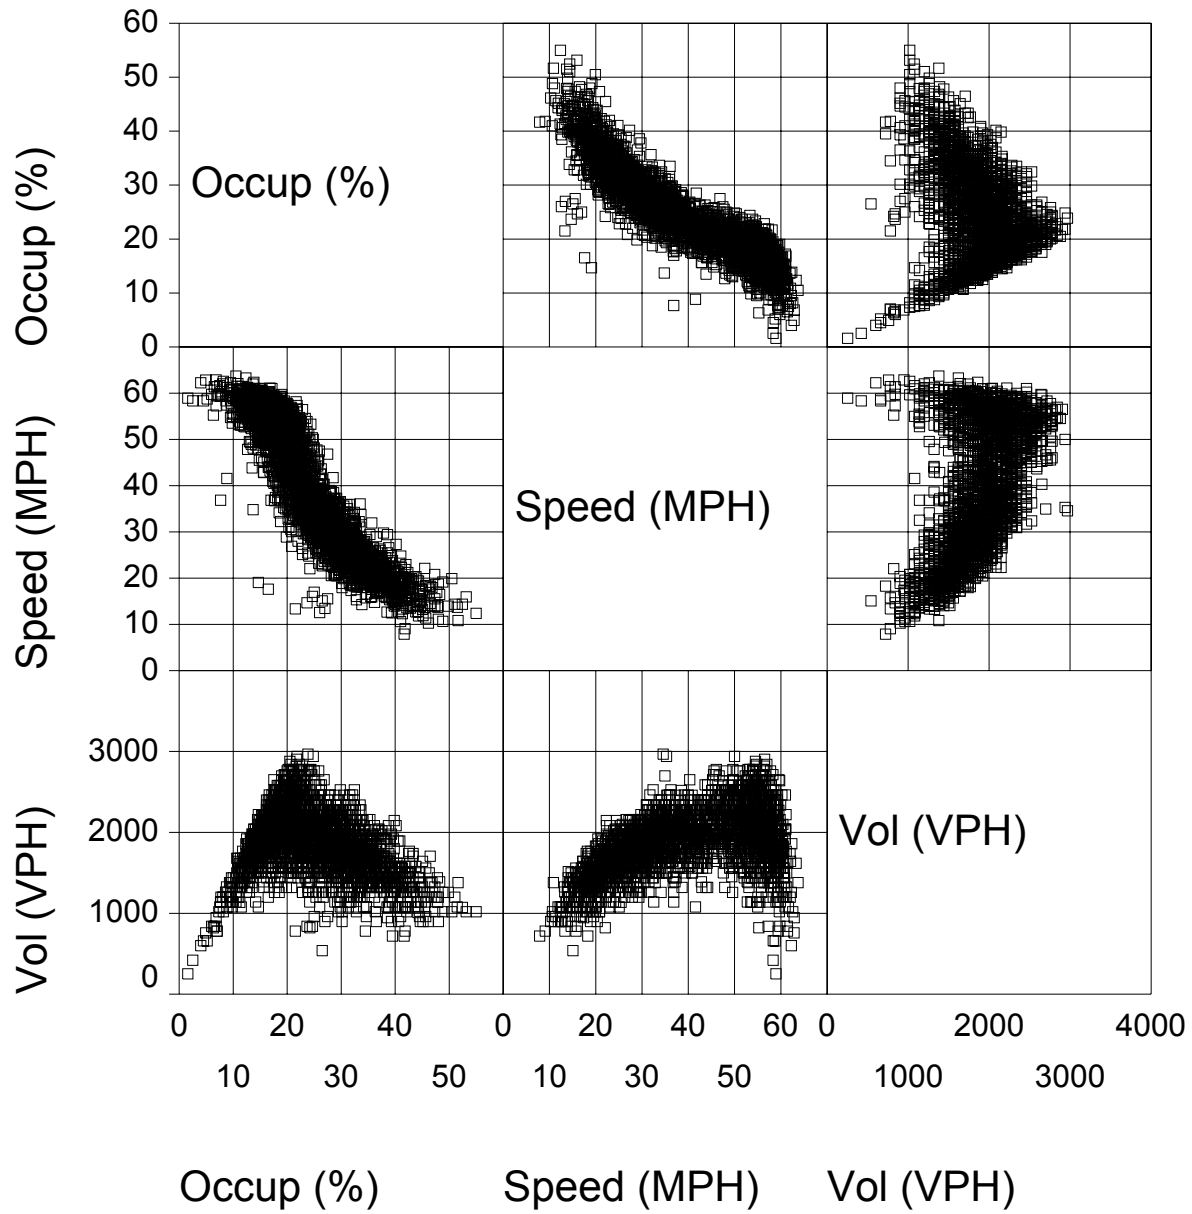 60
50
40
30
20
10
0
Occup (%)
Occup (%)
60
50
40
30
20
10
0
Speed (MPH)
Speed (MPH)
3000
2000
1000
0
Vol (VPH)
Vol (VPH)
0 20 40 0 20 40 60 0 2000 4000
10 30 50 10 30 50 1000 3000
Occup (%) Speed (MPH) Vol (VPH)